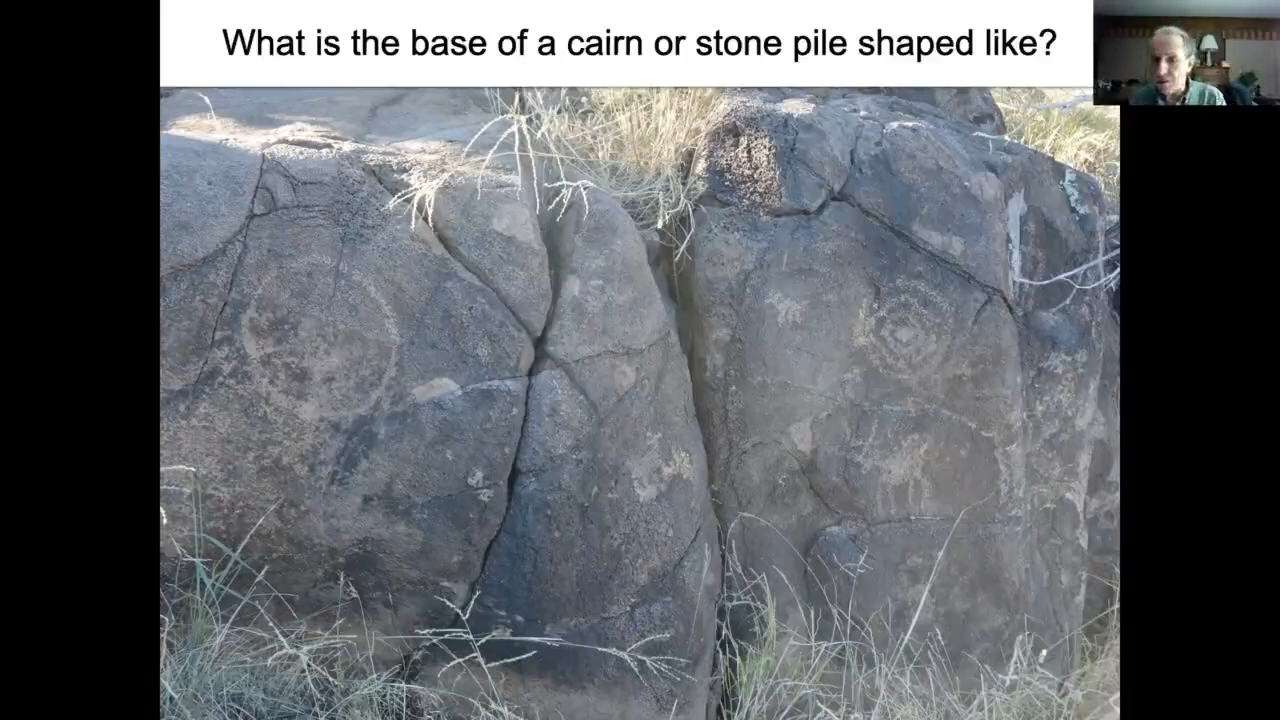 What is the base of a cairn or stone pile shaped like?